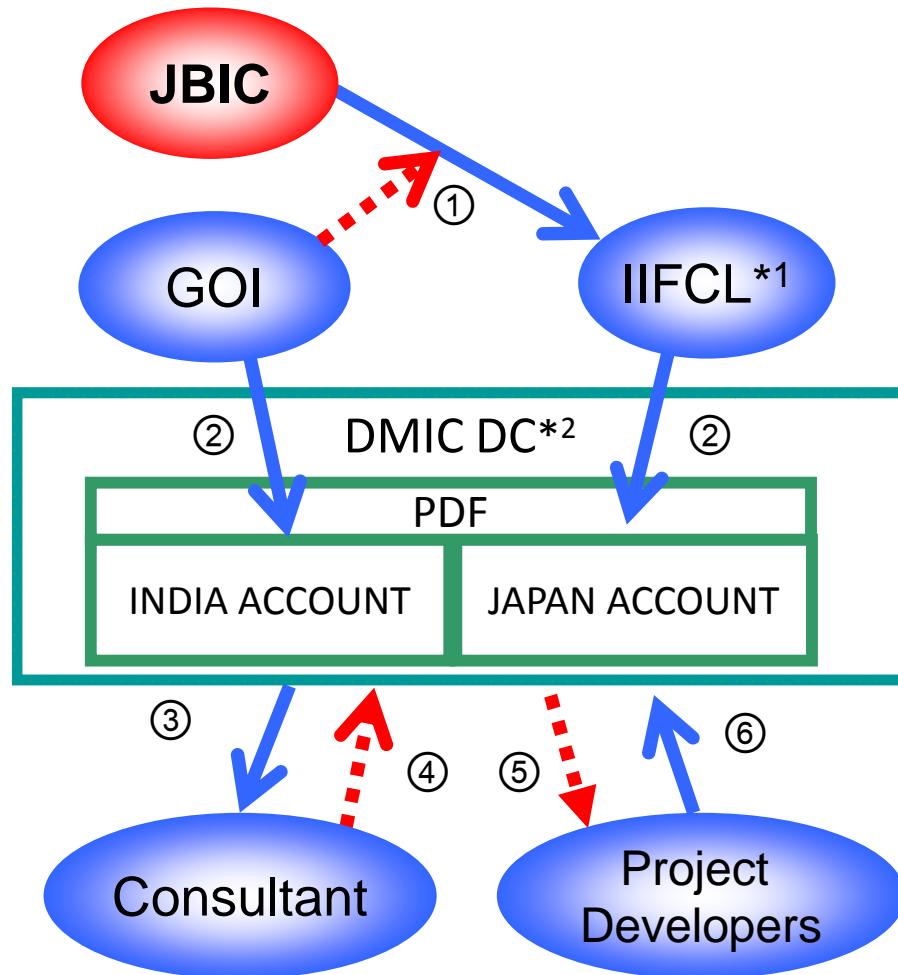 JBIC
①
GOI
IIFCL*1
②
DMIC DC*2
②
PDF
INDIA ACCOUNT
JAPAN ACCOUNT
③
④
⑤
⑥
Consultant
Project
Developers